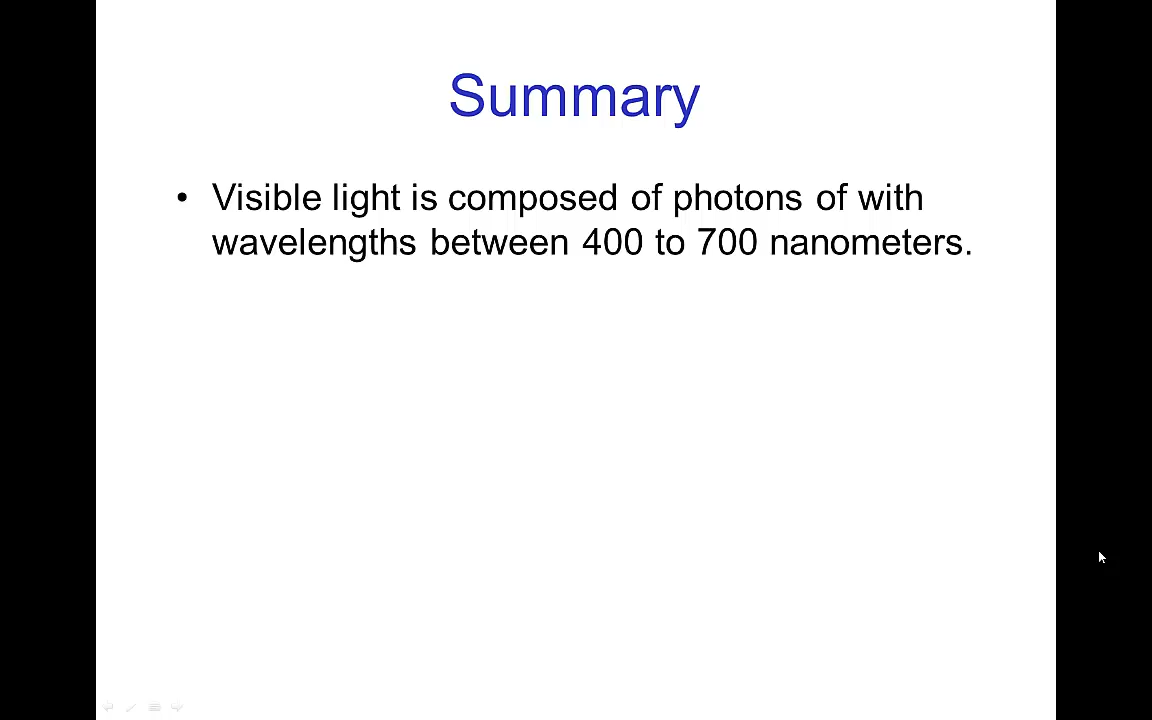 Summary
• Visible light is composed of photons of with
wavelengths between 400 to 700 nanometers.